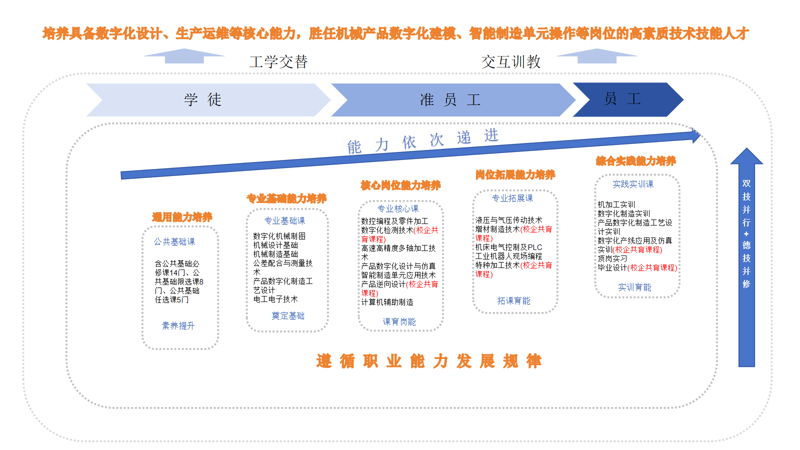 培养具备数字化设计、生产运维等核心能力，胜任机械产品数字化建模、智能制造单元操作等岗位的高素质技术技能人才
工学交替
交互训教
学 徒
准 员 工
员 工
能 力 依 次 递 进
通用能力培养
公共基础课
含公共基础必
修课14门、公
共基础限选课8
门、公共基础
任选课5门
素养提升
专业基础能力培养
专业基础课
数字化机械制图
机械设计基础
机械制造基础
公差配合与测量技
术
产品数字化制造工
艺设计
电工电子技术
奠定基础
核心岗位能力培养
专业核心课
数控编程及零件加工
数字化检测技术(校企共
育课程)
高速高精度多轴加工技
术
产品数字化设计与仿真
智能制造单元应用技术
产品逆向设计(校企共育
课程)
计算机辅助制造
课育岗能
岗位拓展能力培养
专业拓展课
液压与气压传动技术
增材制造技术(校企共育
课程)
机床电气控制及PLC
工业机器人现场编程
特种加工技术(校企共育
课程)
拓课育能
综合实践能力培养
实践实训课
机加工实训
数字化制造实训
产品数字化制造工艺设
计实训
数字化产线应用及仿真
实训(校企共育课程)
顶岗实习
毕业设计(校企共育课程)
实训育能
双技并行+德技并修
遵 循 职 业 能 力 发 展 规 律